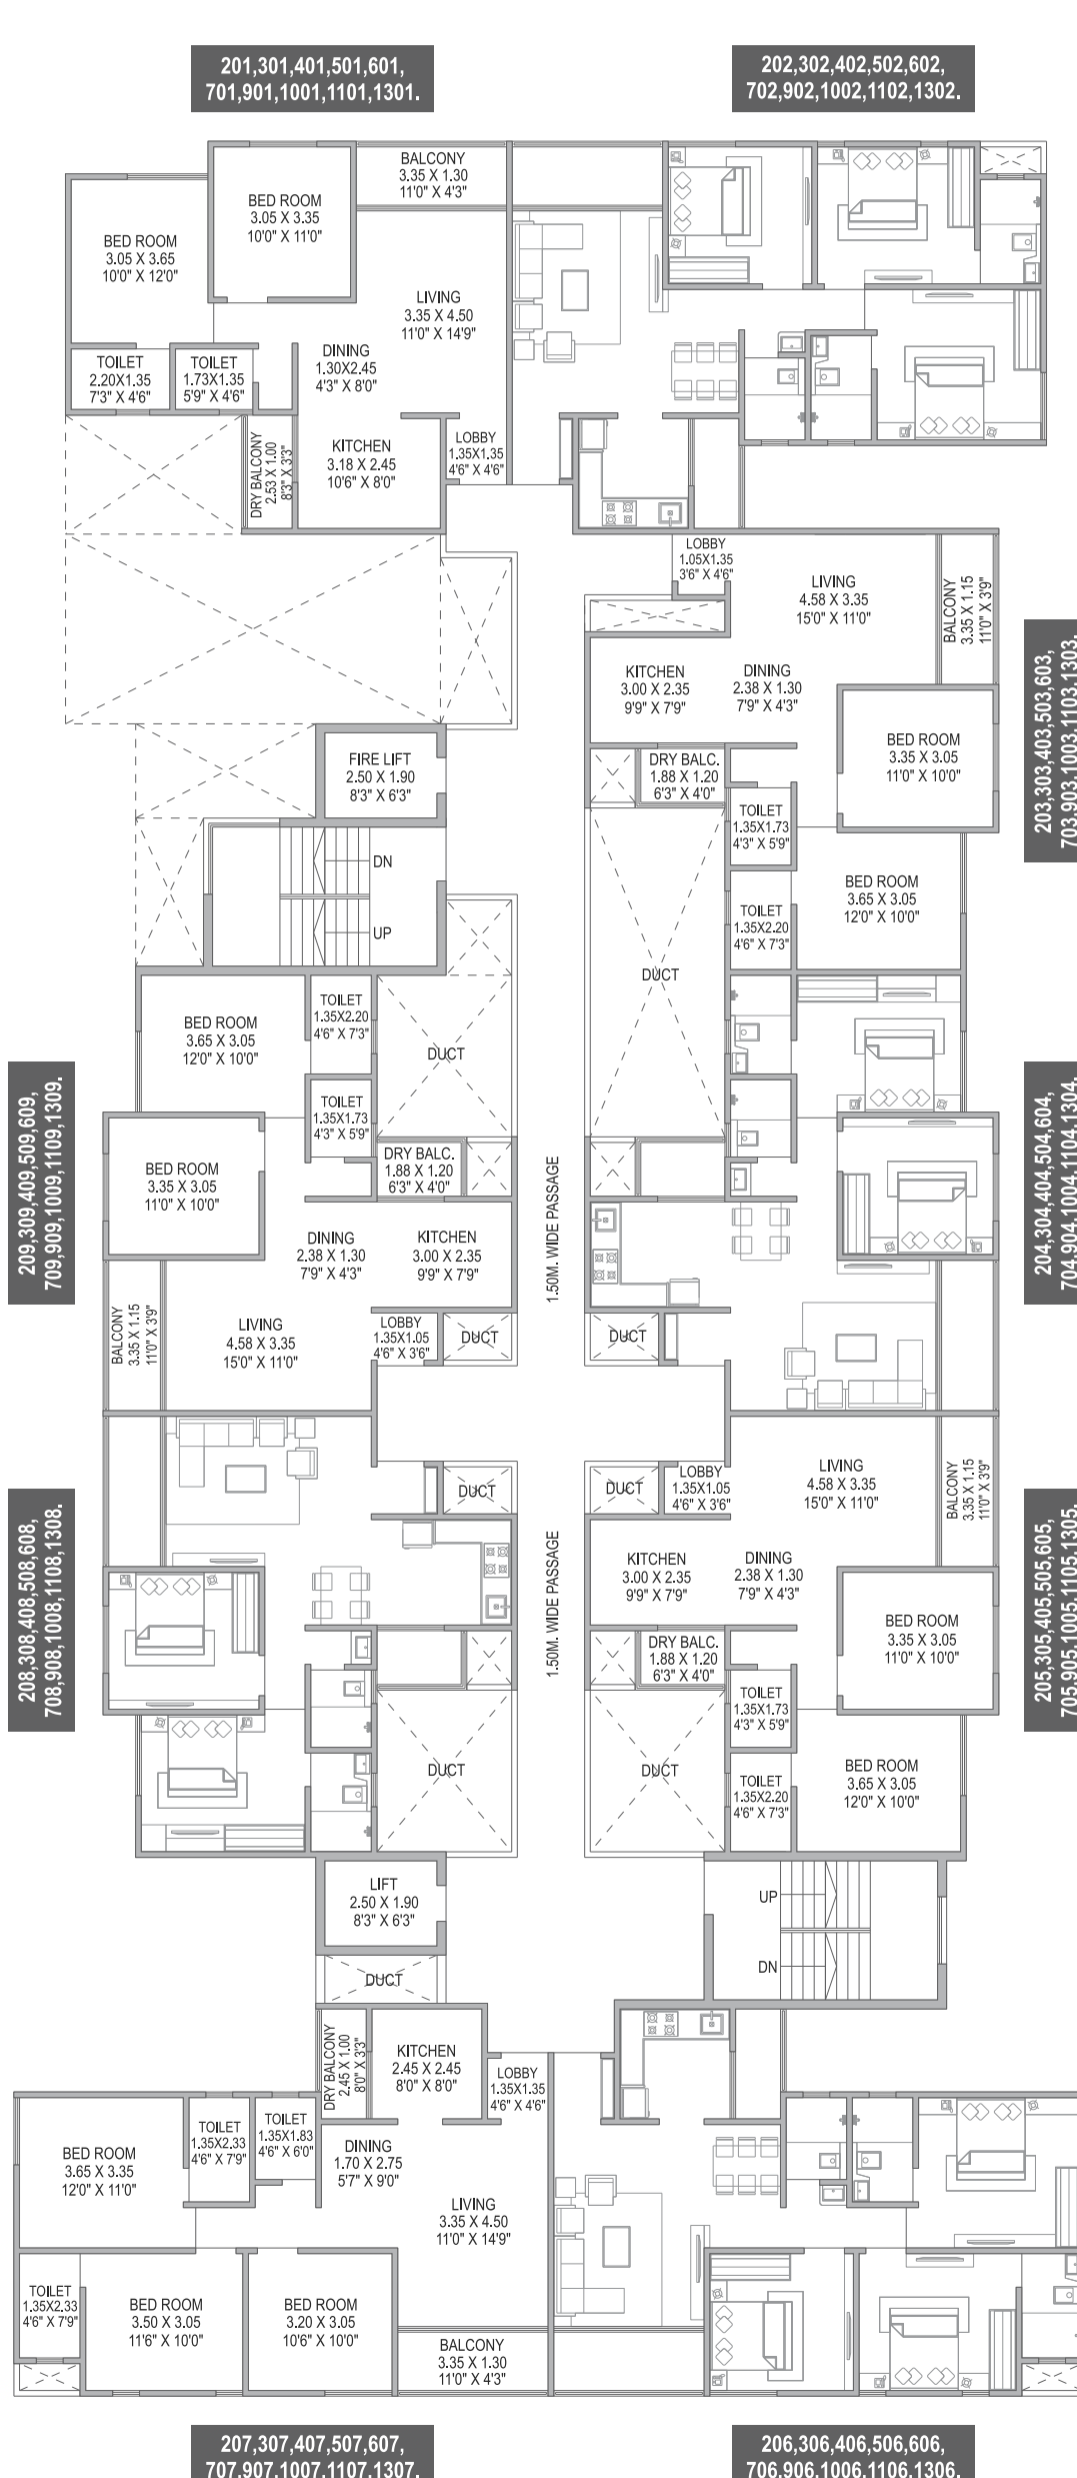 201,301,401,501,601,
701,901,1001,1101,1301.
202,302,402,502,602,
702,902,1002,1102,1302.
BALCONY
3.35 X 1.30
11'0" X 4'3"
BED ROOM
3.05 X 3.35
10'0" X 11'0"
BED ROOM
3.05 X 3.65
10'0" X 12'0"
LIVING
3.35 X 4.50
11'0" X 14'9"
DINING
1.30X2.45
4'3" X 8'0"
TOILET
2.20X1.35
7'3" X 4'6"
TOILET
1.73X1.35
5'9" X 4'6"
DRY BALCONY
2.53 X 1.00
8'3" X 3'3"
KITCHEN
3.18 X 2.45
10'6" X 8'0"
LOBBY
1.35X1.35
4'6" X 4'6"
LOBBY
1.05X1.35
3'6" X 4'6"
LIVING
4.58 X 3.35
15'0" X 11'0"
BALCONY
3.35 X 1.15
11'0" X 3'9"
KITCHEN
3.00 X 2.35
9'9" X 7'9"
DINING
2.38 X 1.30
7'9" X 4'3"
203,303,403,503,603,
703,903,1003,1103,1303.
BED ROOM
3.35 X 3.05
11'0" X 10'0"
FIRE LIFT
2.50 X 1.90
8'3" X 6'3"
DRY BALC.
1.88 X 1.20
6'3" X 4'0"
TOILET
1.35X1.73
4'3" X 5'9"
DN
UP
BED ROOM
3.65 X 3.05
12'0" X 10'0"
TOILET
1.35X2.20
4'6" X 7'3"
DUCT
TOILET
1.35X2.20
4'6" X 7'3"
BED ROOM
3.65 X 3.05
12'0" X 10'0"
DUCT
TOILET
1.35X1.73
4'3" X 5'9"
209,309,409,509,609,
709,909,1009,1109,1309.
204,304,404,504,604,
704,904,1004,1104,1304.
BED ROOM
3.35 X 3.05
11'0" X 10'0"
DRY BALC.
1.88 X 1.20
6'3" X 4'0"
1.50M. WIDE PASSAGE
DINING
2.38 X 1.30
7'9" X 4'3"
KITCHEN
3.00 X 2.35
9'9" X 7'9"
BALCONY
3.35 X 1.15
11'0" X 3'9"
LIVING
4.58 X 3.35
15'0" X 11'0"
LOBBY
1.35X1.05
4'6" X 3'6"
DUCT
DUCT
DUCT
DUCT
LOBBY
1.35X1.05
4'6" X 3'6"
LIVING
4.58 X 3.35
15'0" X 11'0"
BALCONY
3.35 X 1.15
11'0" X 3'9"
208,308,408,508,608,
708,908,1008,1108,1308.
205,305,405,505,605,
705,905,1005,1105,1305.
1.50M. WIDE PASSAGE
KITCHEN
3.00 X 2.35
9'9" X 7'9"
DINING
2.38 X 1.30
7'9" X 4'3"
BED ROOM
3.35 X 3.05
11'0" X 10'0"
DRY BALC.
1.88 X 1.20
6'3" X 4'0"
TOILET
1.35X1.73
4'3" X 5'9"
DUCT
DUCT
TOILET
1.35X2.20
4'6" X 7'3"
BED ROOM
3.65 X 3.05
12'0" X 10'0"
LIFT
2.50 X 1.90
8'3" X 6'3"
UP
DN
DUCT
DRY BALCONY
2.45 X 1.00
8'0" X 3'3"
KITCHEN
2.45 X 2.45
8'0" X 8'0"
LOBBY
1.35X1.35
4'6" X 4'6"
BED ROOM
3.65 X 3.35
12'0" X 11'0"
TOILET
1.35X2.33
4'6" X 7'9"
TOILET
1.35X1.83
4'6" X 6'0"
DINING
1.70 X 2.75
5'7" X 9'0"
LIVING
3.35 X 4.50
11'0" X 14'9"
TOILET
1.35X2.33
4'6" X 7'9"
BED ROOM
3.50 X 3.05
11'6" X 10'0"
BED ROOM
3.20 X 3.05
10'6" X 10'0"
BALCONY
3.35 X 1.30
11'0" X 4'3"
207,307,407,507,607,
707,907,1007,1107,1307.
206,306,406,506,606,
706,906,1006,1106,1306.